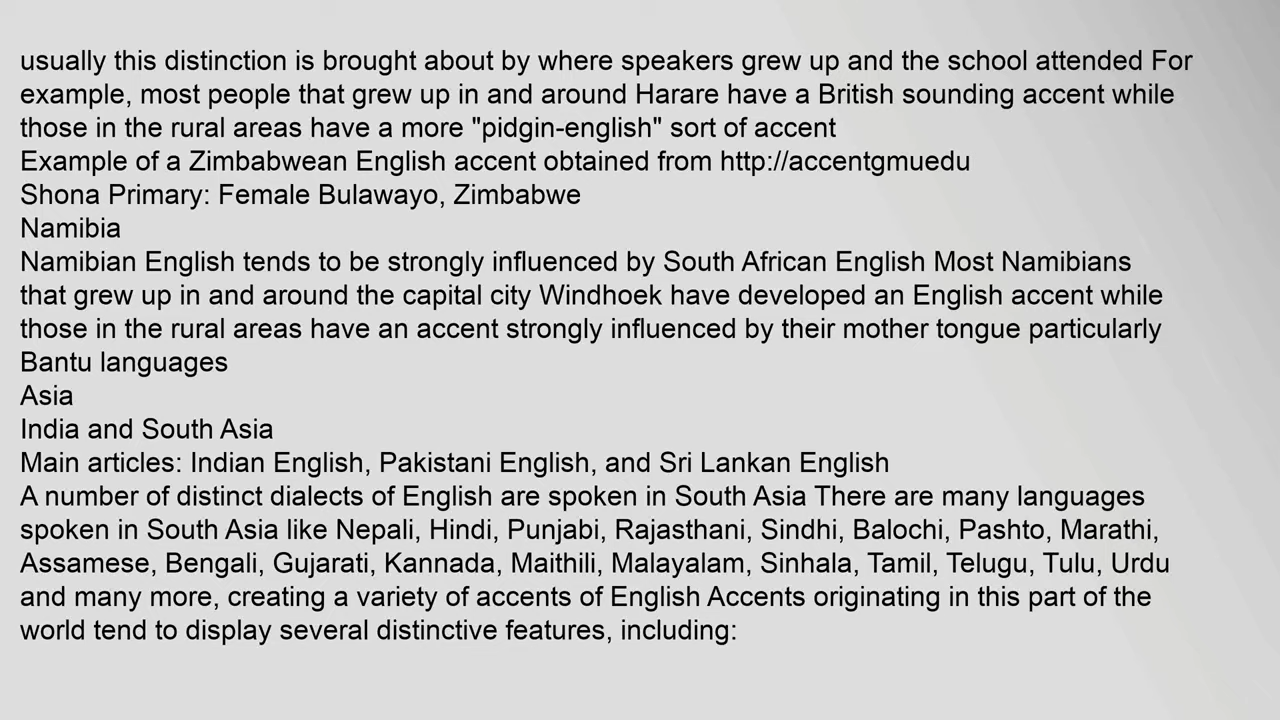 usually this distinction is brought about by where speakers grew up and the school attended For
example, most people that grew up in and around Harare have a British sounding accent while
those in the rural areas have a more "pidgin-english" sort of accent
Example of a Zimbabwean English accent obtained from http://accentgmuedu
Shona Primary: Female Bulawayo, Zimbabwe
Namibia
Namibian English tends to be strongly influenced by South African English Most Namibians
that grew up in and around the capital city Windhoek have developed an English accent while
those in the rural areas have an accent strongly influenced by their mother tongue particularly
Bantu languages
Asia
India and South Asia
Main articles: Indian English, Pakistani English, and Sri Lankan English
A number of distinct dialects of English are spoken in South Asia There are many languages
spoken in South Asia like Nepali, Hindi, Punjabi, Rajasthani, Sindhi, Balochi, Pashto, Marathi,
Assamese, Bengali, Gujarati, Kannada, Maithili, Malayalam, Sinhala, Tamil, Telugu, Tulu, Urdu
and many more, creating a variety of accents of English Accents originating in this part of the
world tend to display several distinctive features, including: